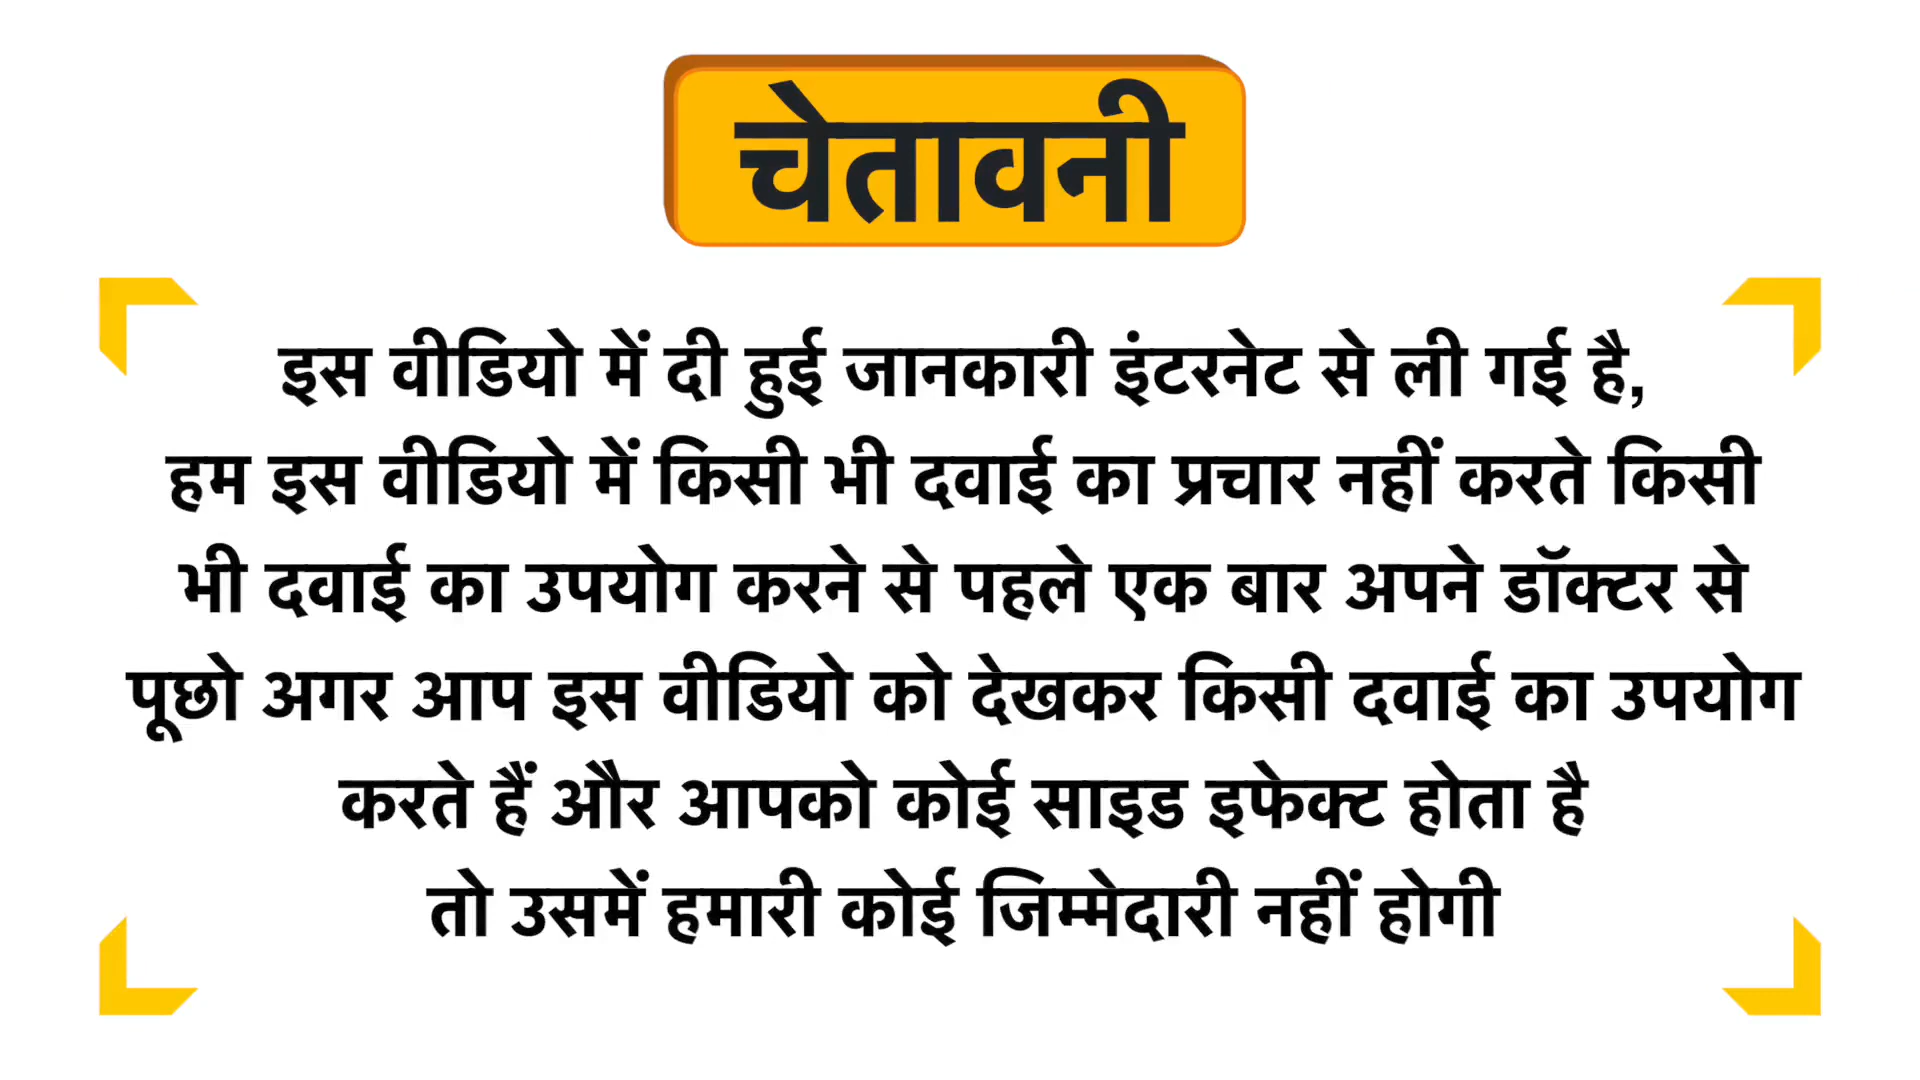 चेतावनी
इस वीडियो में दी हुई जानकारी इंटरनेट से ली गई है,
हम इस वीडियो में किसी भी दवाई का प्रचार नहीं करते किसी
भी दवाई का उपयोग करने से पहले एक बार अपने डॉक्टर से
पूछो अगर आप इस वीडियो को देखकर किसी दवाई का उपयोग
करते हैं और आपको कोई साइड इफेक्ट होता है
तो उसमें हमारी कोई जिम्मेदारी नहीं होगी